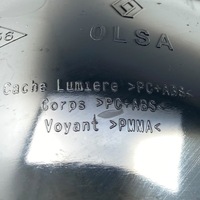 OLSA
Cache Lumiere >PC+ABS<
Corps >PC+ABS<
Voyant >PMMA<